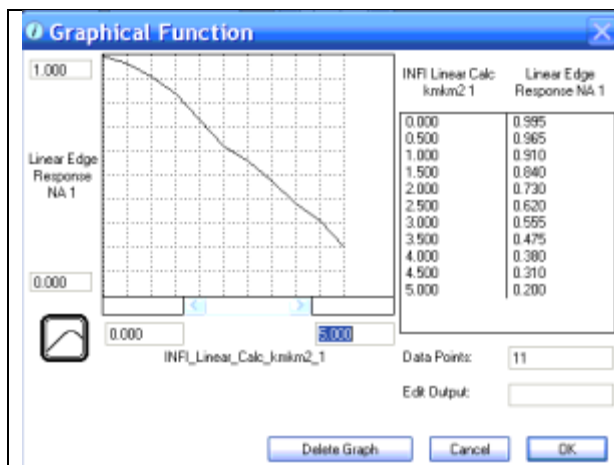 Graphical Function
1.000
Linear Edge
Response
NA 1
0.000
0.000
5.000
INFI_Linear_Calc_kmkm2_1
INFI Linear Calc
kmkm2 1
Linear Edge
Response NA 1
0.000 0.995
0.500 0.965
1.000 0.910
1.500 0.840
2.000 0.730
2.500 0.620
3.000 0.555
3.500 0.475
4.000 0.380
4.500 0.310
5.000 0.200
Data Points: 11
Edit Output:
Delete Graph
Cancel
OK